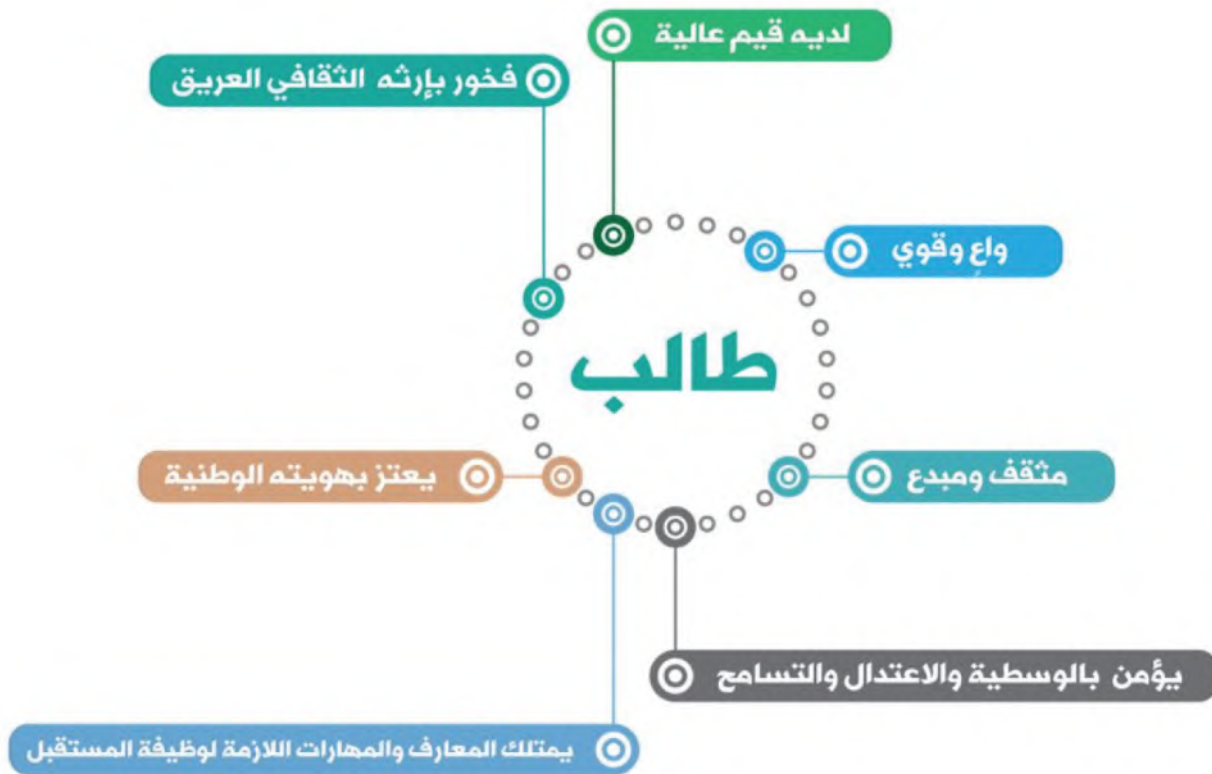 لديه قيم عالية
فخور بإرثه الثقافي العريق
واعٍ وقوي
طالب
يعتز بهويته الوطنية
مثقف ومبدع
يؤمن بالوسطية والاعتدال والتسامح
يمتلك المعارف والمهارات اللازمة لوظيفة المستقبل